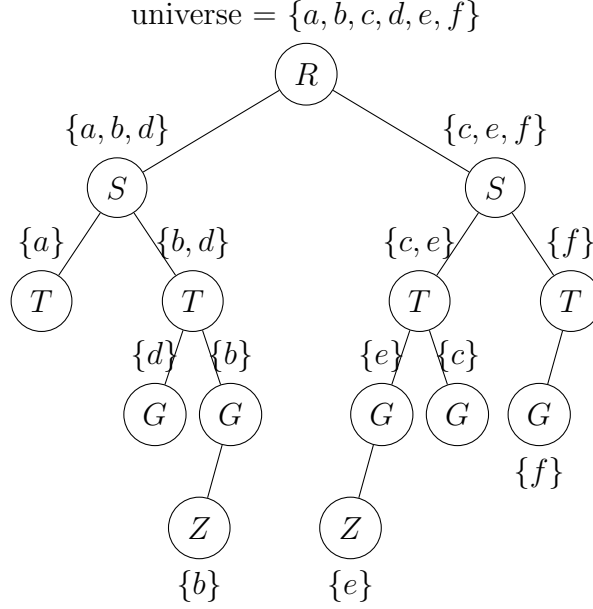 universe = {a, b, c, d, e, f}
R
{a, b, d} {c, e, f}
S S
{a} {b, d} {c, e} {f}
T T T T
{d} {b} {e} {c}
G G G G G
{f}
Z Z
{b} {e}